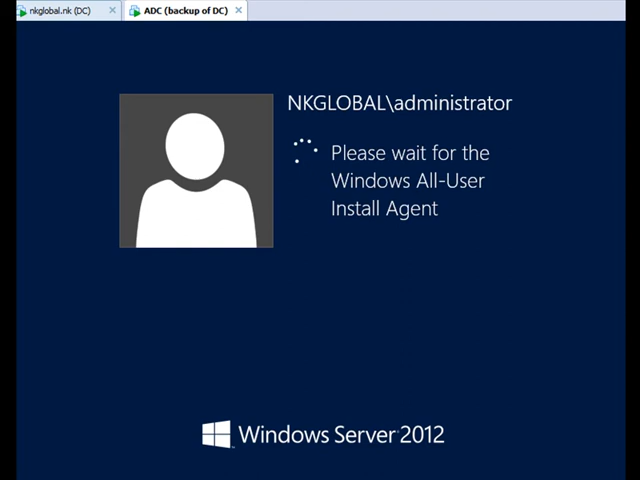 nkglobal.nk (DC)
ADC (backup of DC)
NKGLOBAL\administrator
Please wait for the
Windows All-User
Install Agent
Windows Server 2012